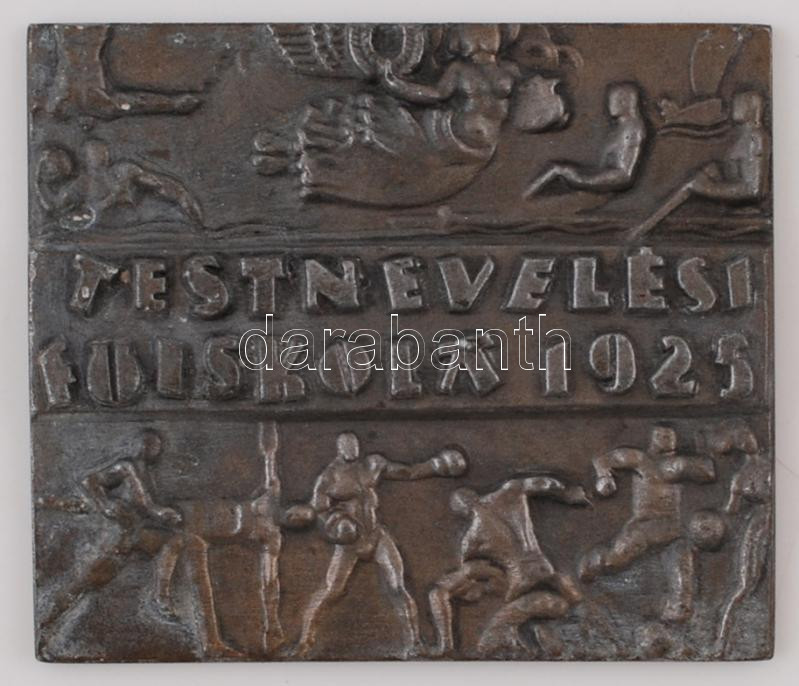 TESTNEVELÉSI
FŐISKOLA 1925
darabanth